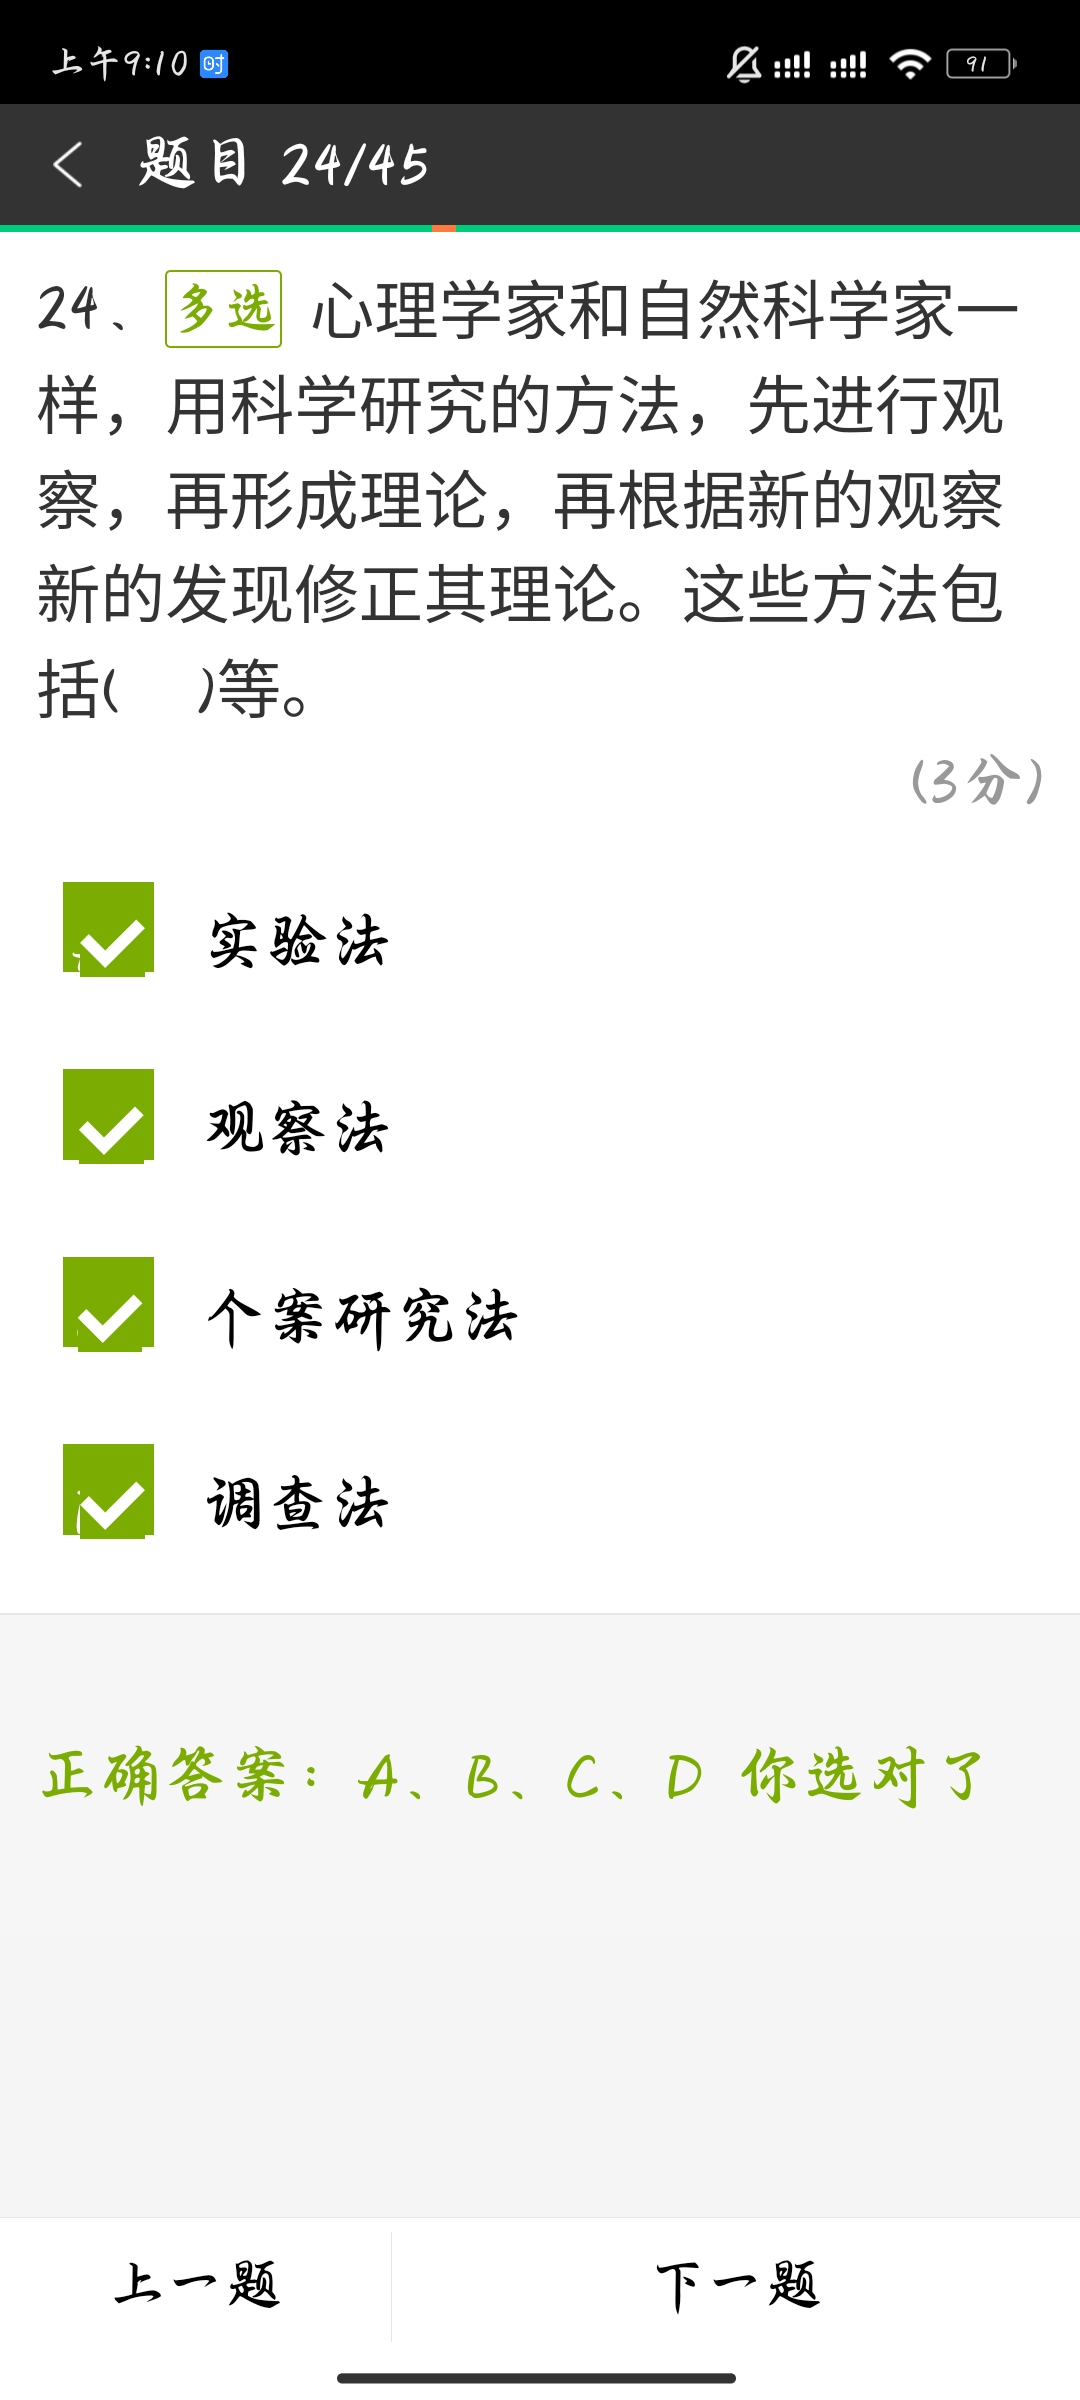 上午9:10 时 91
题目 24/45
24、 多选 心理学家和自然科学家一
样，用科学研究的方法，先进行观
察，再形成理论，再根据新的观察
新的发现修正其理论。这些方法包
括( )等。
(3分)
实验法
观察法
个案研究法
调查法
正确答案：A、B、C、D 你选对了
上一题 下一题